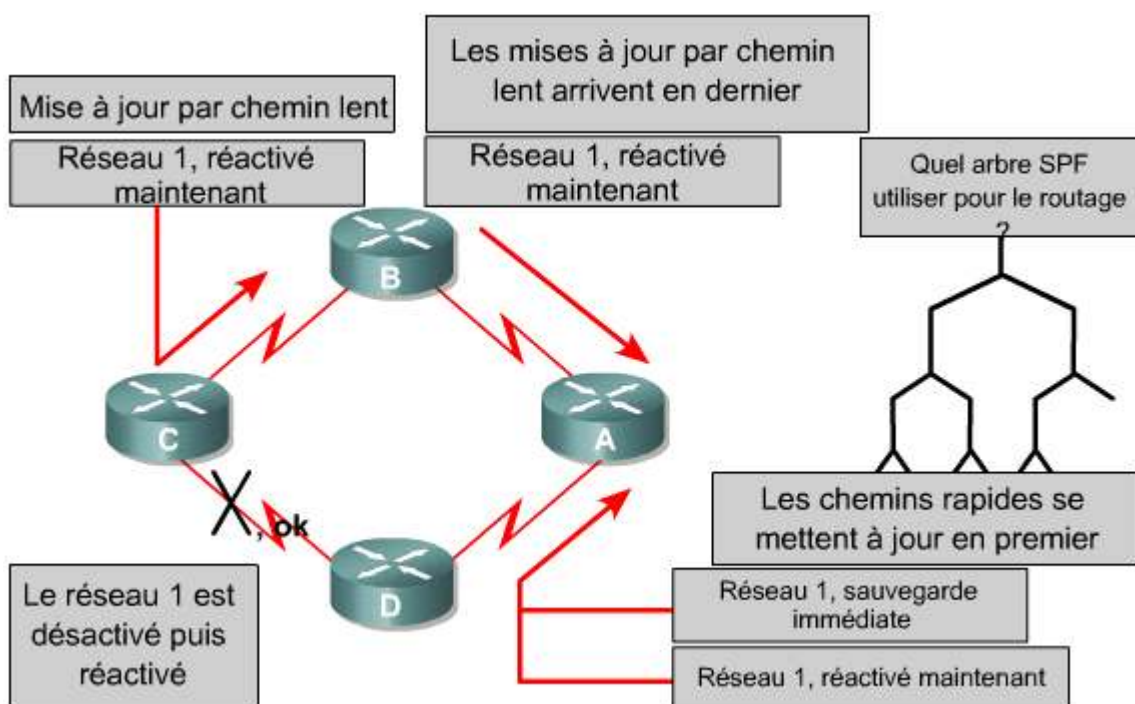 Les mises à jour par chemin
lent arrivent en dernier
Mise à jour par chemin lent
Réseau 1, réactivé
maintenant
Réseau 1, réactivé
maintenant
Quel arbre SPF
utiliser pour le routage
?
B
C
A
X, ok
D
Les chemins rapides se
mettent à jour en premier
Le réseau 1 est
désactivé puis
réactivé
Réseau 1, sauvegarde
immédiate
Réseau 1, réactivé maintenant